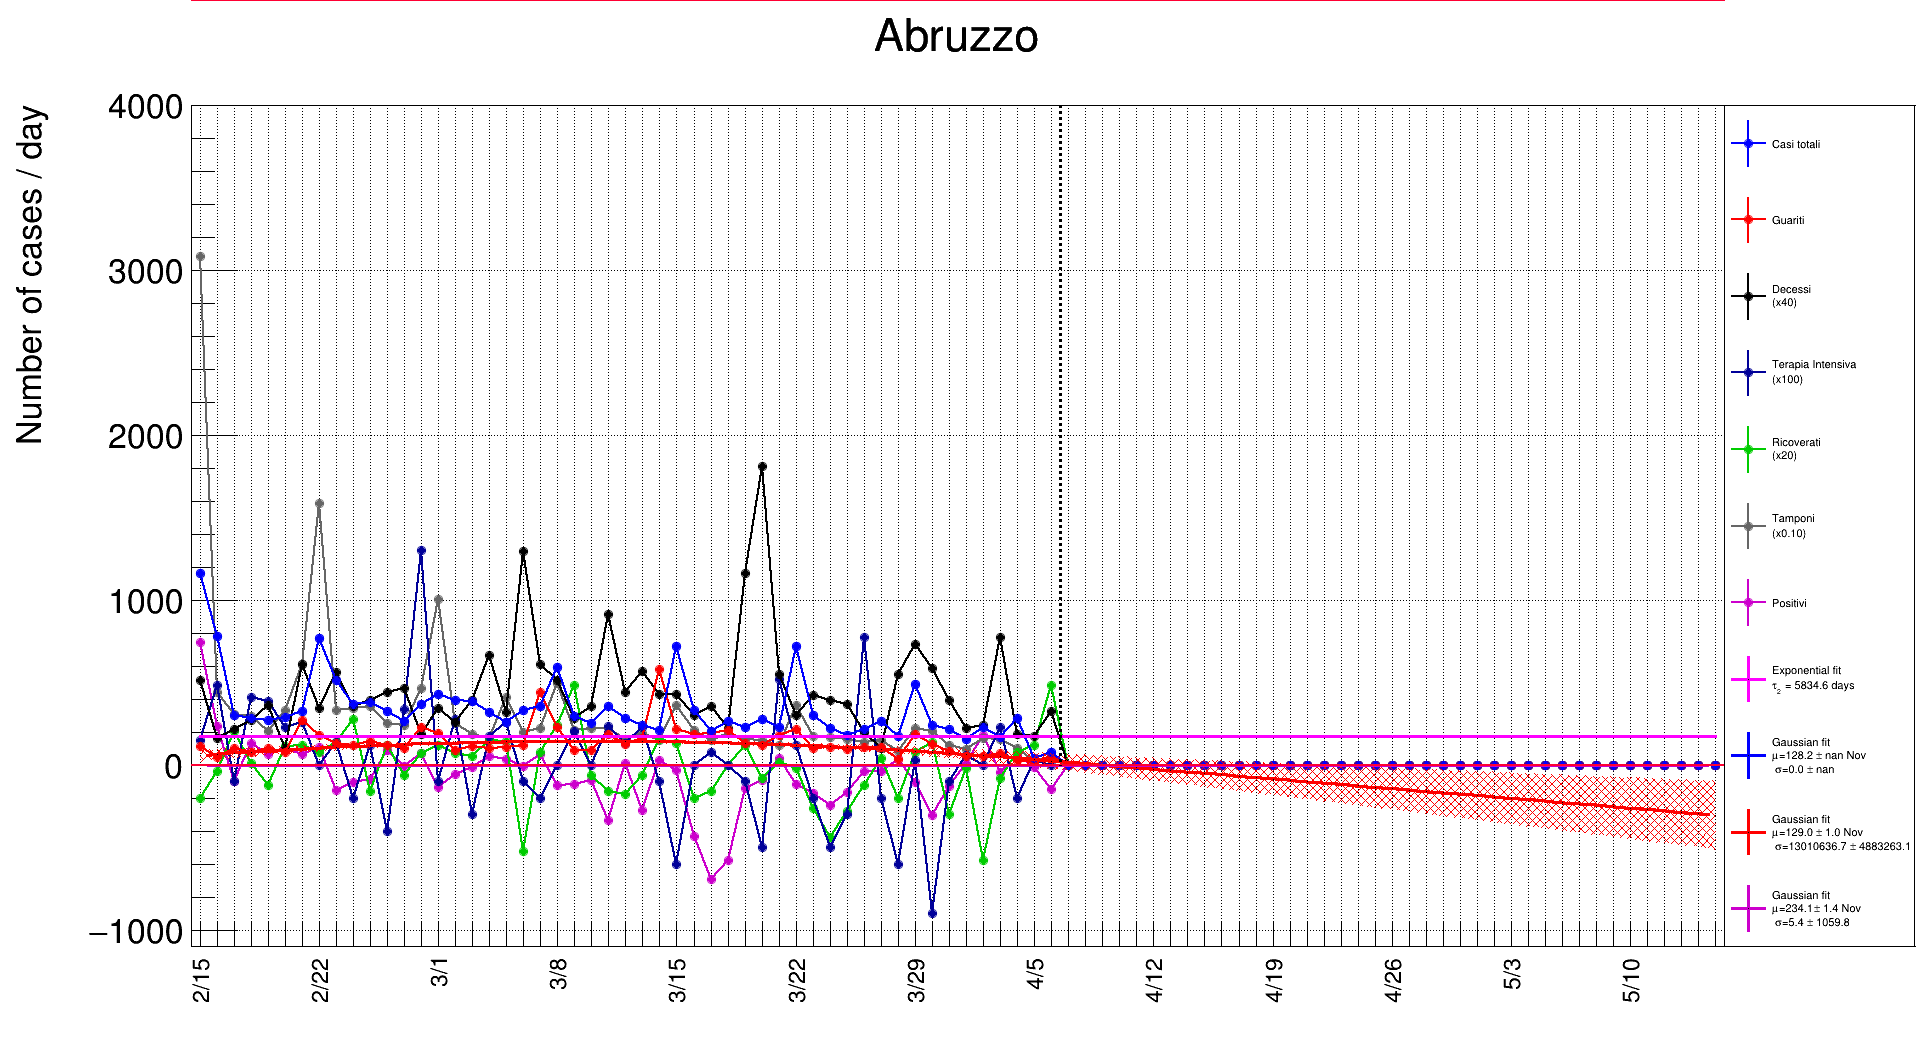 Abruzzo
Number of cases / day
4000
3000
2000
1000
0
−1000
2/15
2/22
3/1
3/8
3/15
3/22
3/29
4/5
4/12
4/19
4/26
5/3
5/10
Casi totali
Guariti
Decessi
(x40)
Terapia Intensiva
(x100)
Ricoverati
(x20)
Tamponi
(x0.10)
Positivi
Exponential fit
τ2 = 5834.6 days
Gaussian fit
μ=128.2 ± nan Nov
σ=0.0 ± nan
Gaussian fit
μ=129.0 ± 1.0 Nov
σ=13010636.7 ± 4883263.1
Gaussian fit
μ=234.1 ± 1.4 Nov
σ=5.4 ± 1059.8